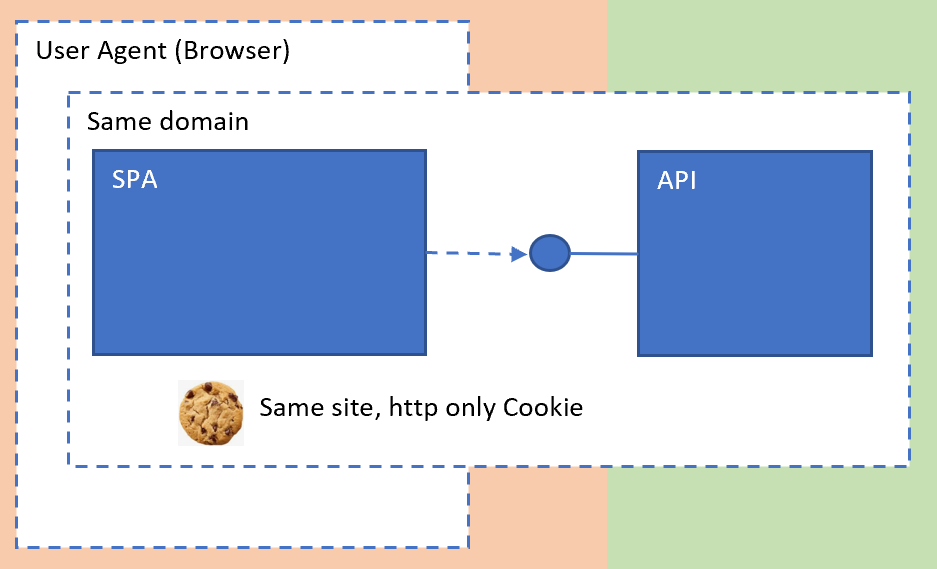 User Agent (Browser)
Same domain
SPA
API
Same site, http only Cookie